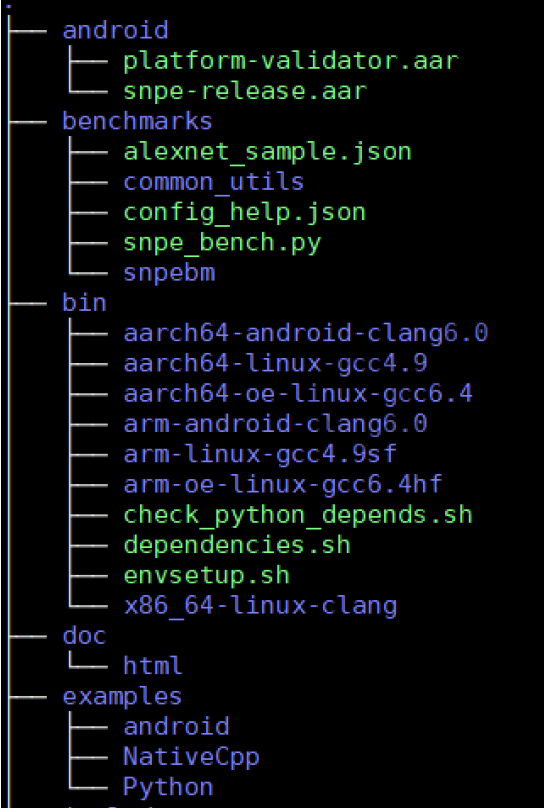 .
├── android
│   ├── platform-validator.aar
│   └── snpe-release.aar
├── benchmarks
│   ├── alexnet_sample.json
│   ├── common_utils
│   ├── config_help.json
│   ├── snpe_bench.py
│   └── snpebm
├── bin
│   ├── aarch64-android-clang6.0
│   ├── aarch64-linux-gcc4.9
│   ├── aarch64-oe-linux-gcc6.4
│   ├── arm-android-clang6.0
│   ├── arm-linux-gcc4.9sf
│   ├── arm-oe-linux-gcc6.4hf
│   ├── check_python_depends.sh
│   ├── dependencies.sh
│   ├── envsetup.sh
│   └── x86_64-linux-clang
├── doc
│   └── html
├── examples
│   ├── android
│   ├── NativeCpp
│   └── Python